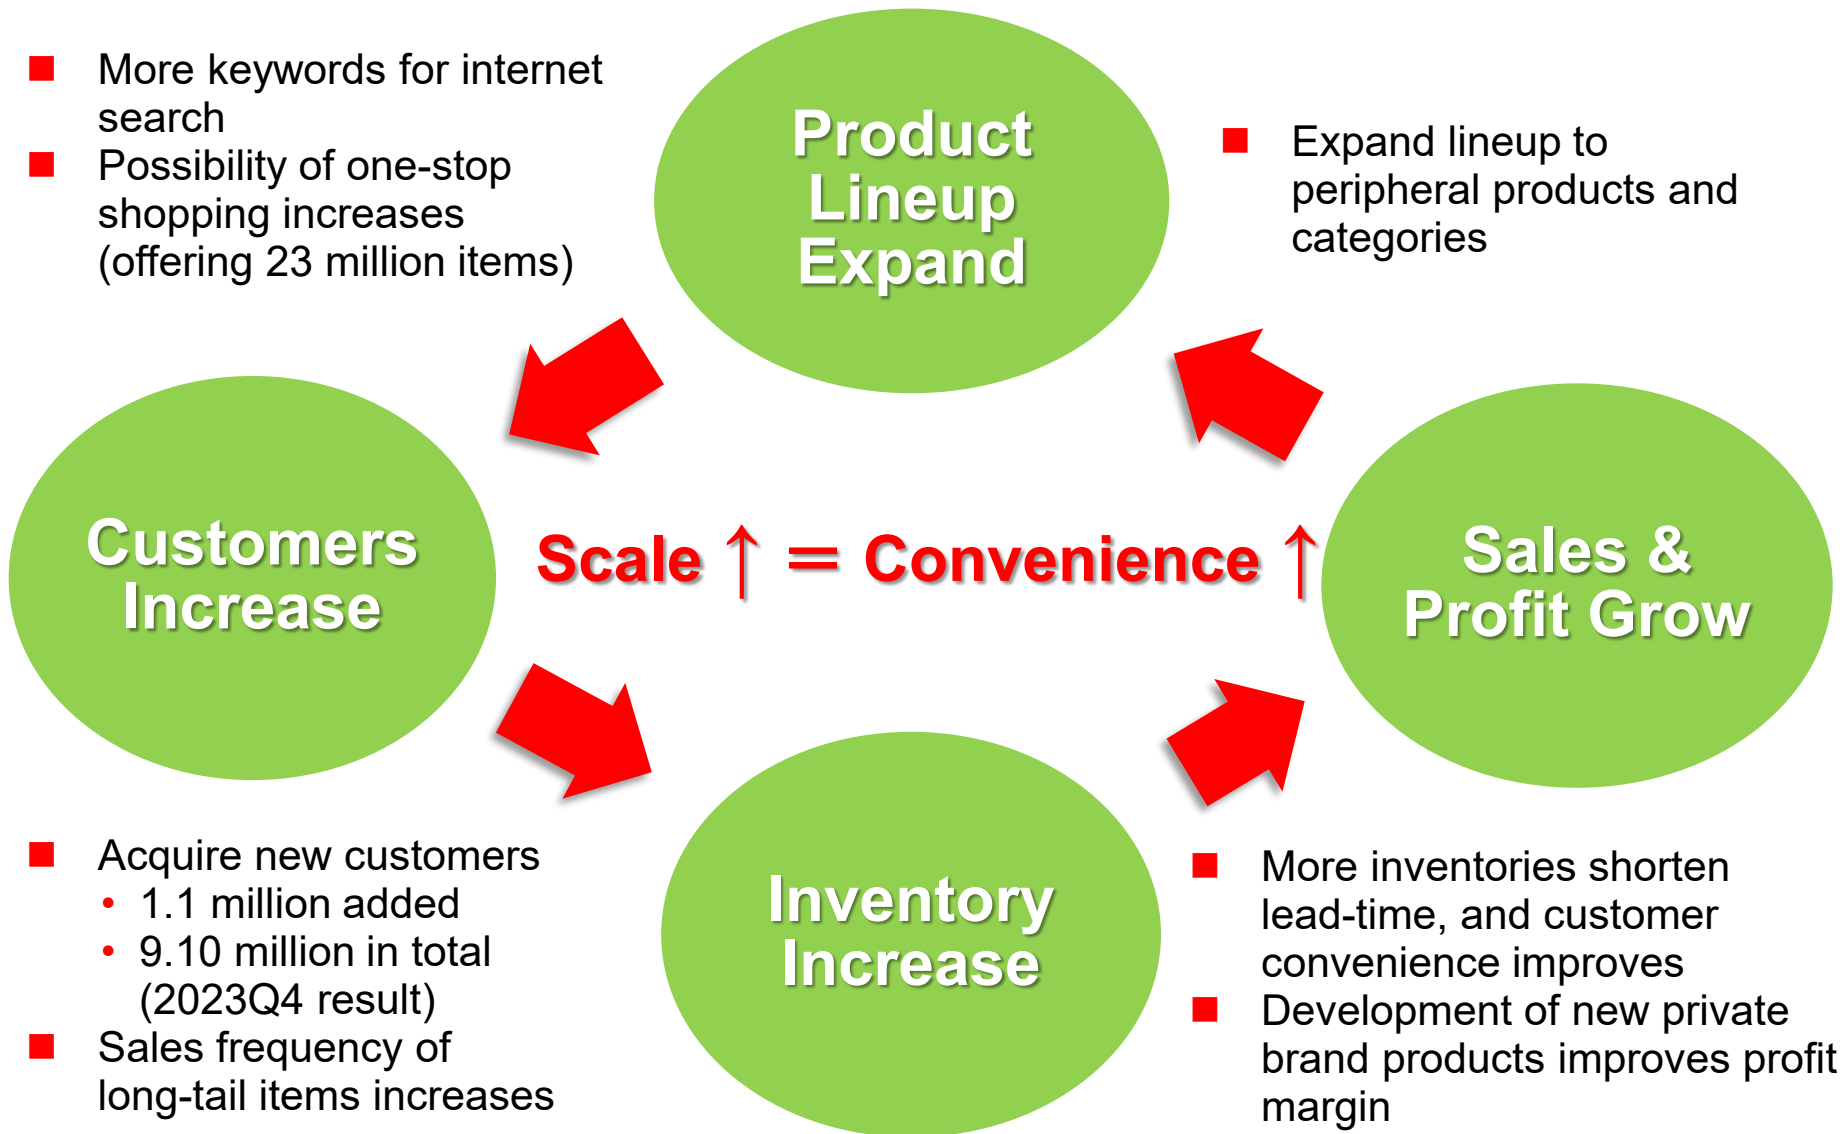 More keywords for internet
search
Possibility of one-stop
shopping increases
(offering 23 million items)
Product
Lineup
Expand
Expand lineup to
peripheral products and
categories
Customers
Increase
Scale ↑ = Convenience ↑
Sales &
Profit Grow
Acquire new customers
• 1.1 million added
• 9.10 million in total
(2023Q4 result)
Sales frequency of
long-tail items increases
Inventory
Increase
More inventories shorten
lead-time, and customer
convenience improves
Development of new private
brand products improves profit
margin